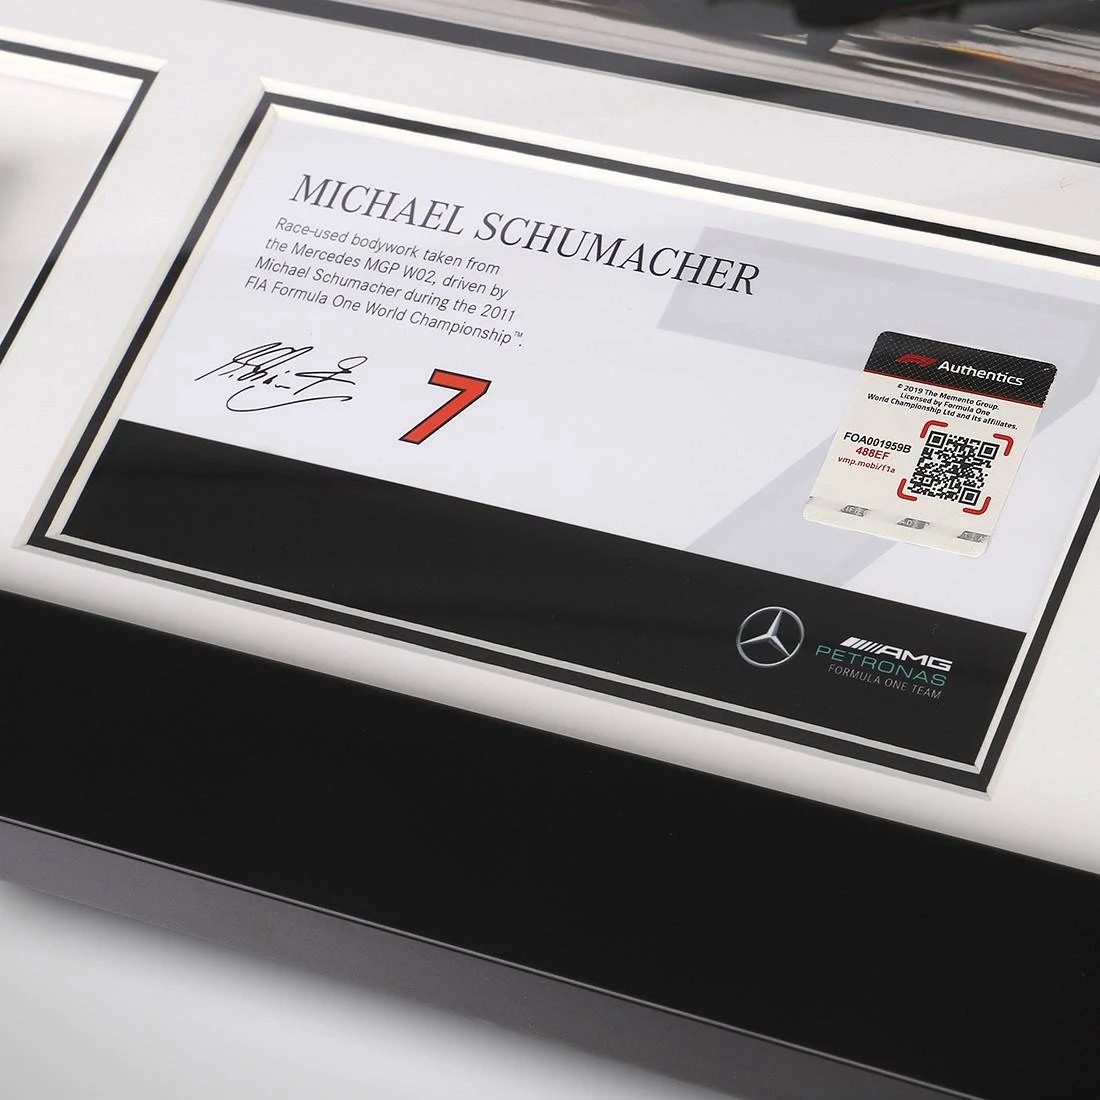 MICHAEL SCHUMACHER
Race-used bodywork taken from
the Mercedes MGP W02, driven by
Michael Schumacher during the 2011
FIA Formula One World Championship™.
7
F1 Authentics
© 2019 The Memento Group.
Licensed by Formula One
World Championship Ltd and its affiliates.
FOA001959B
488EF
vmp.mobi/f1a
AMG
PETRONAS
FORMULA ONE TEAM